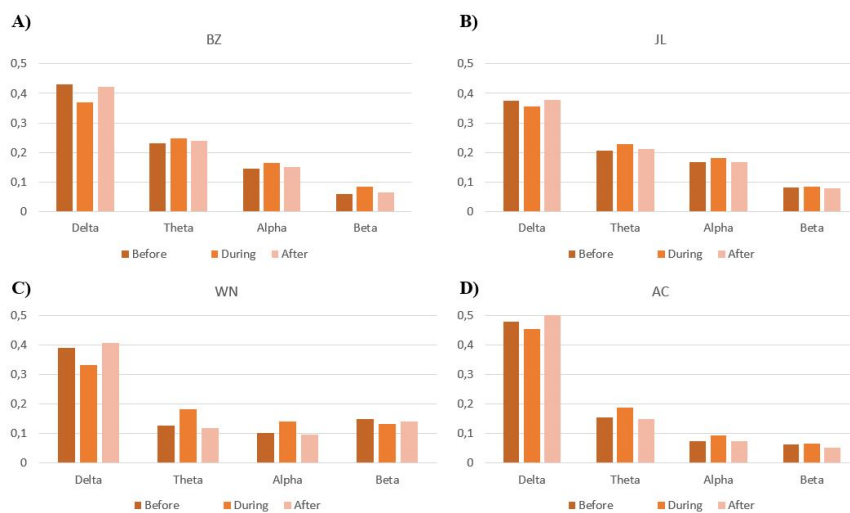 A)
BZ
0,5
0,4
0,3
0,2
0,1
0
Delta Theta Alpha Beta
Before During After
B)
JL
0,5
0,4
0,3
0,2
0,1
0
Delta Theta Alpha Beta
Before During After
C)
WN
0,5
0,4
0,3
0,2
0,1
0
Delta Theta Alpha Beta
Before During After
D)
AC
0,5
0,4
0,3
0,2
0,1
0
Delta Theta Alpha Beta
Before During After